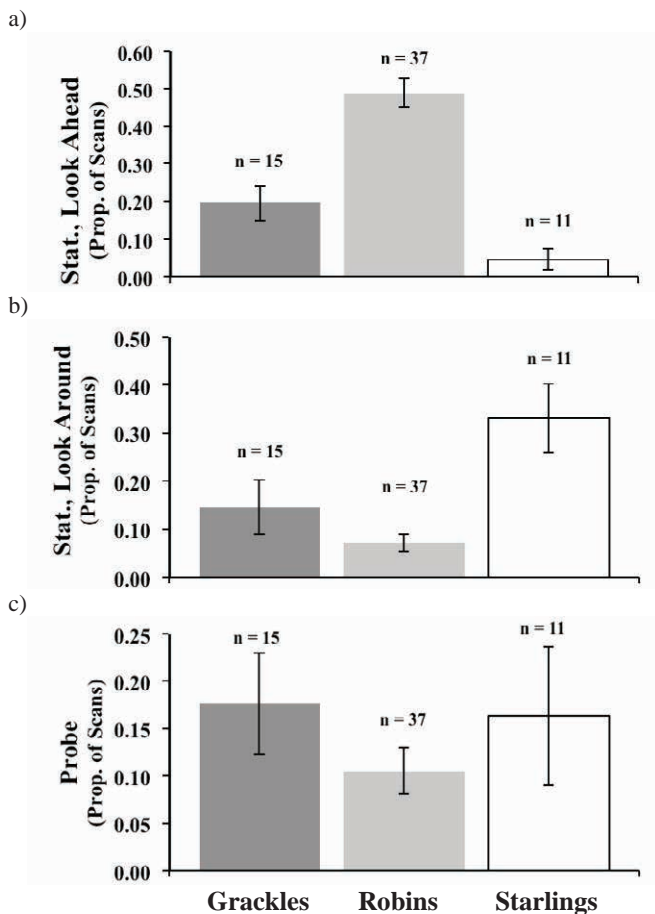 a)
Stat., Look Ahead
(Prop. of Scans)
0.60
0.50
0.40
0.30
0.20
0.10
0.00
n = 15
n = 37
n = 11
b)
Stat., Look Around
(Prop. of Scans)
0.50
0.40
0.30
0.20
0.10
0.00
n = 15
n = 37
n = 11
c)
Probe
(Prop. of Scans)
0.25
0.20
0.15
0.10
0.05
0.00
n = 15
n = 37
n = 11
Grackles Robins Starlings